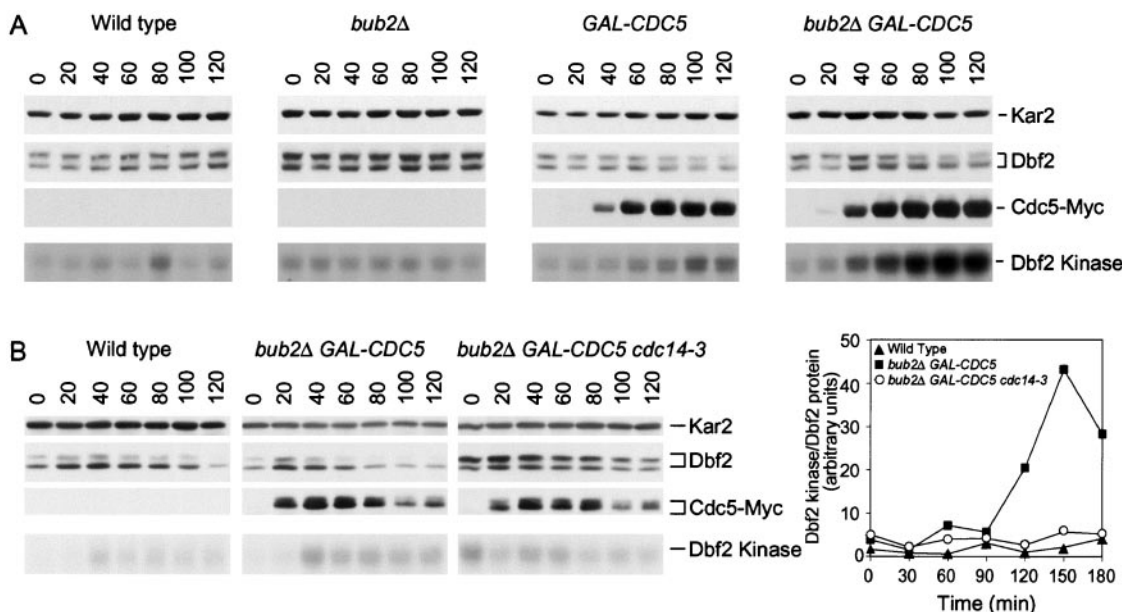 A
Wild type
bub2Δ
GAL-CDC5
bub2Δ GAL-CDC5
0 20 40 60 80 100 120
0 20 40 60 80 100 120
0 20 40 60 80 100 120
0 20 40 60 80 100 120
Kar2
Dbf2
Cdc5-Myc
Dbf2 Kinase
B
Wild type
bub2Δ GAL-CDC5
bub2Δ GAL-CDC5 cdc14-3
0 20 40 60 80 100 120
0 20 40 60 80 100 120
0 20 40 60 80 100 120
Kar2
Dbf2
Cdc5-Myc
Dbf2 Kinase
Dbf2 kinase/Dbf2 protein
(arbitrary units)
50
40
30
20
10
0
Wild Type
bub2Δ GAL-CDC5
bub2Δ GAL-CDC5 cdc14-3
0 30 60 90 120 150 180
Time (min)